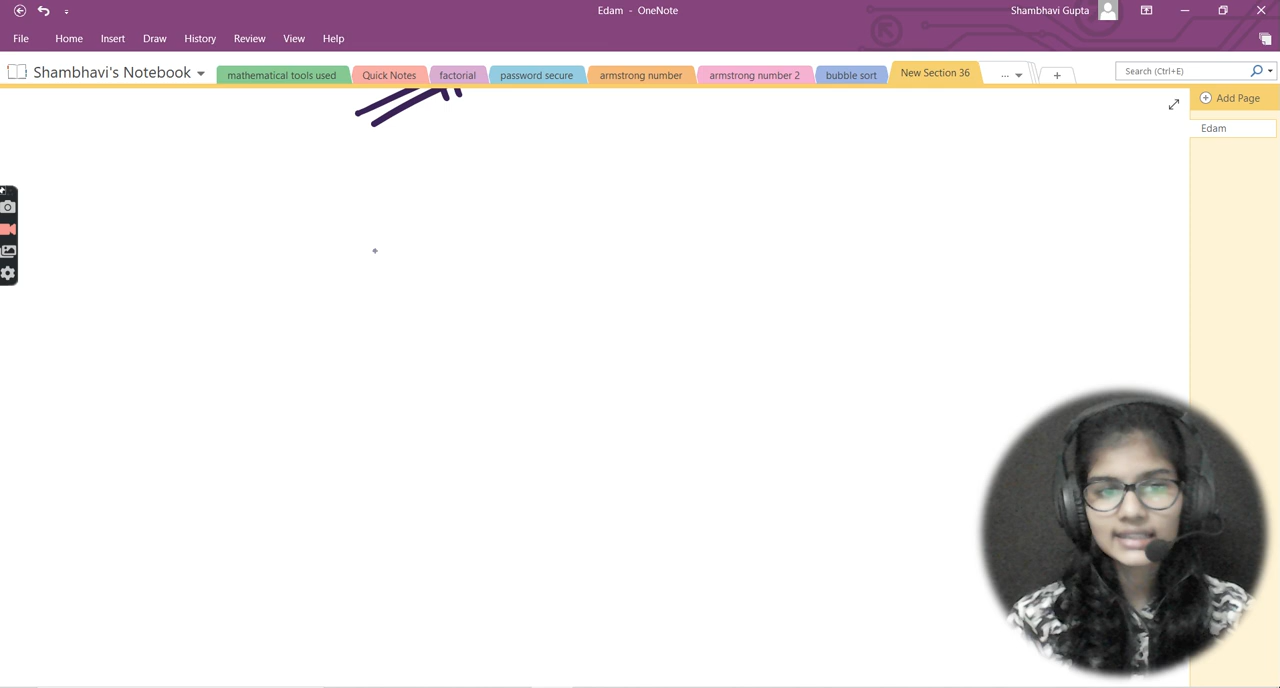 Edam - OneNote
Shambhavi Gupta
File Home Insert Draw History Review View Help
Shambhavi's Notebook
mathematical tools used
Quick Notes
factorial
password secure
armstrong number
armstrong number 2
bubble sort
New Section 36
...
+
Search (Ctrl+E)
Add Page
Edam